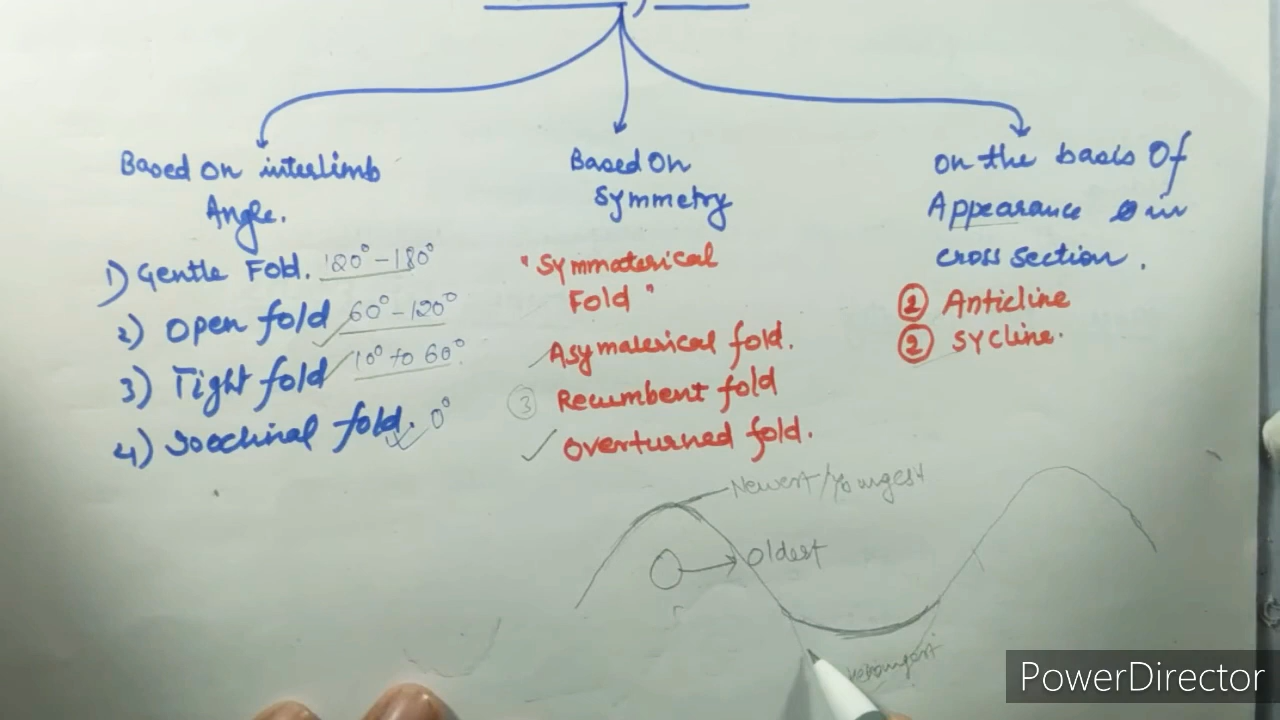 Based on interlimb
Angle.
1) Gentle Fold. 120° - 180°
2) Open fold 60° - 120°
3) Tight fold 10° to 60°
4) Isoclinal fold. 0°
Based On
Symmetry
"Symmaterical
Fold"
Asymaterical fold.
3 Recumbent fold
Overturned fold.
On the basis Of
Appearance in
cross section.
1 Anticline
2 Sycline.
Newest/Youngest
Oldest
PowerDirector